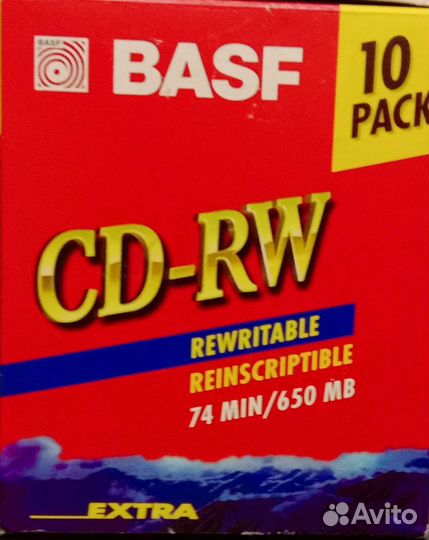 BASF
BASF
10
PACK
CD-RW
REWRITABLE
REINSCRIPTIBLE
74 MIN/650 MB
EXTRA
Avito